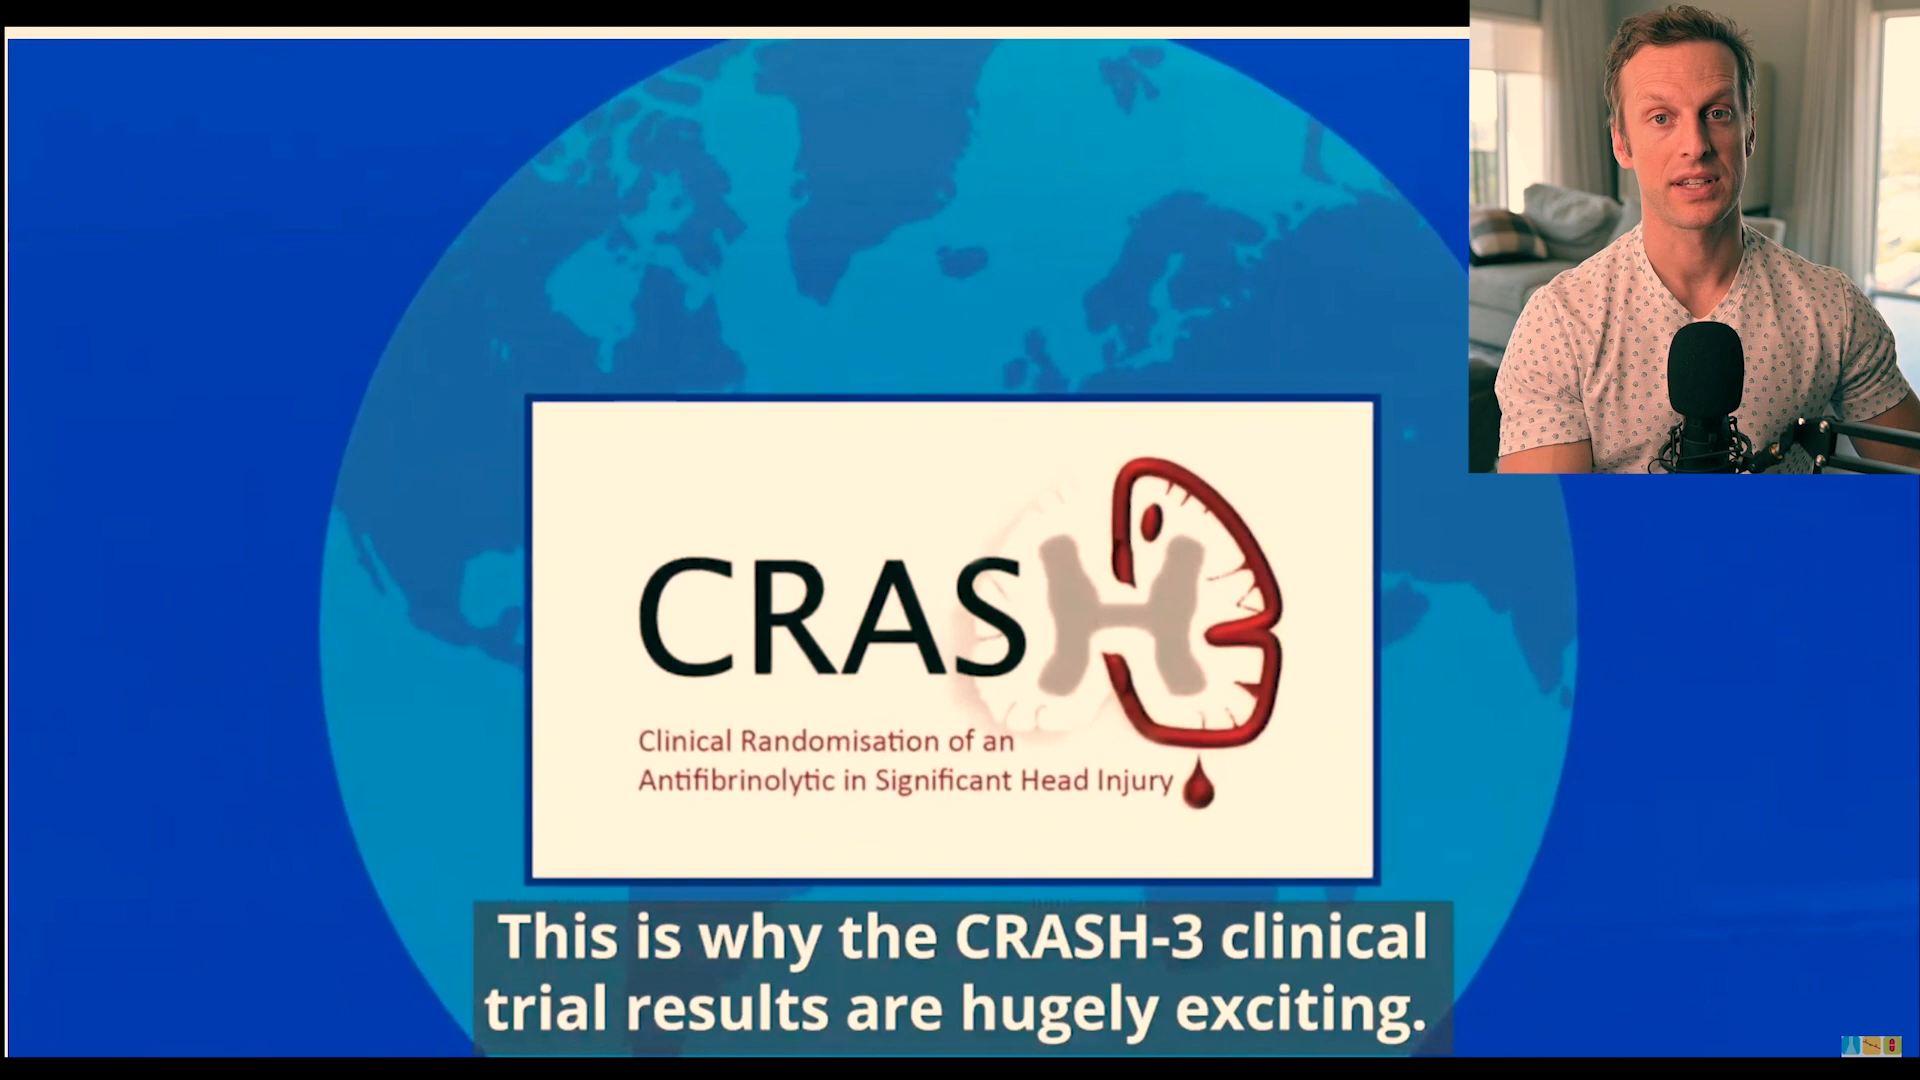 CRASH3
Clinical Randomisation of an
Antifibrinolytic in Significant Head Injury
This is why the CRASH-3 clinical
trial results are hugely exciting.